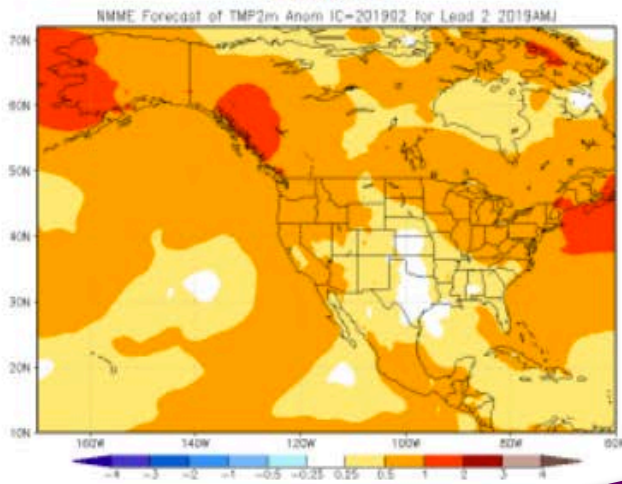 NMME Forecast of TMP2m Anom IC=201902 for Lead 2 2019AMJ
70N
60N
50N
40N
30N
20N
10N
160W 140W 120W 100W 80W 60W
-4 -3 -2 -1 -0.5 -0.25 0.25 0.5 1 2 3 4